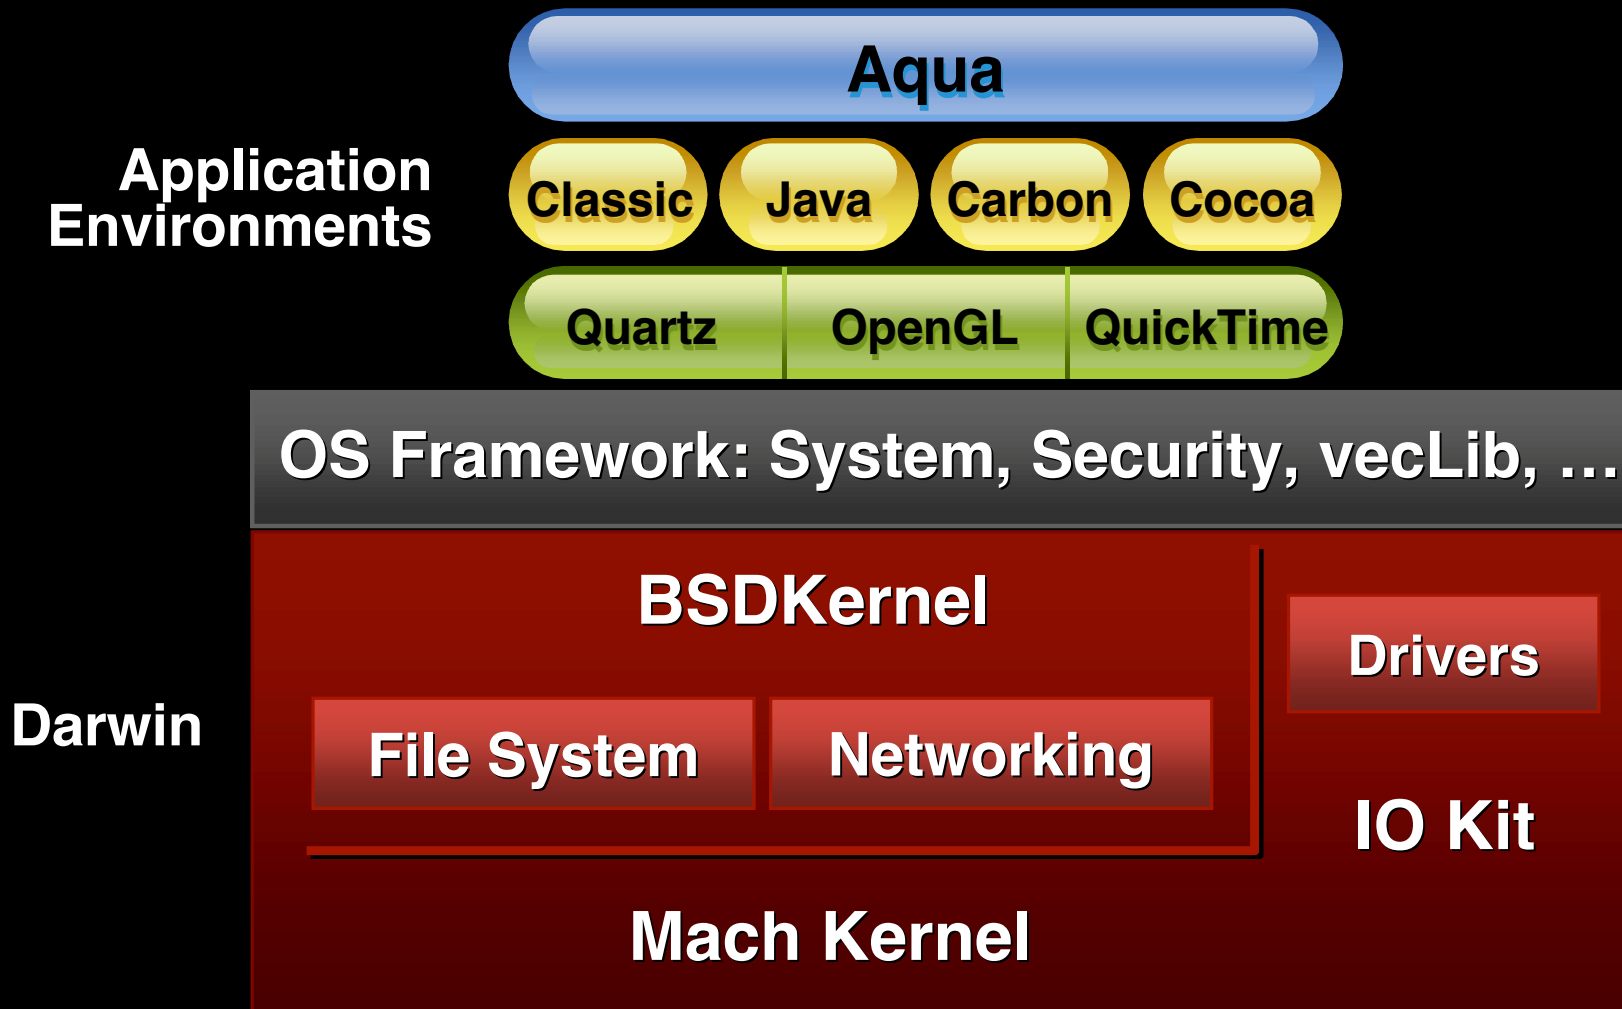 Aqua
Application
Environments
Classic
Java
Carbon
Cocoa
Quartz
OpenGL
QuickTime
OS Framework: System, Security, vecLib, …
BSDKernel
Drivers
Darwin
File System
Networking
IO Kit
Mach Kernel